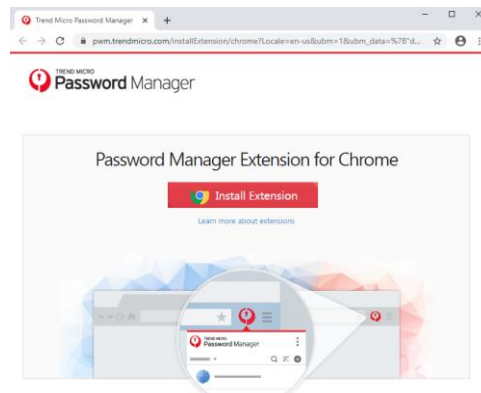 Trend Micro Password Manager
pwm.trendmicro.com/installExtension/chrome?Locale=en-us&ubm=1&ubm_data=%78"d...
TREND MICRO
Password Manager
Password Manager Extension for Chrome
Install Extension
Learn more about extensions
TREND MICRO
Password Manager